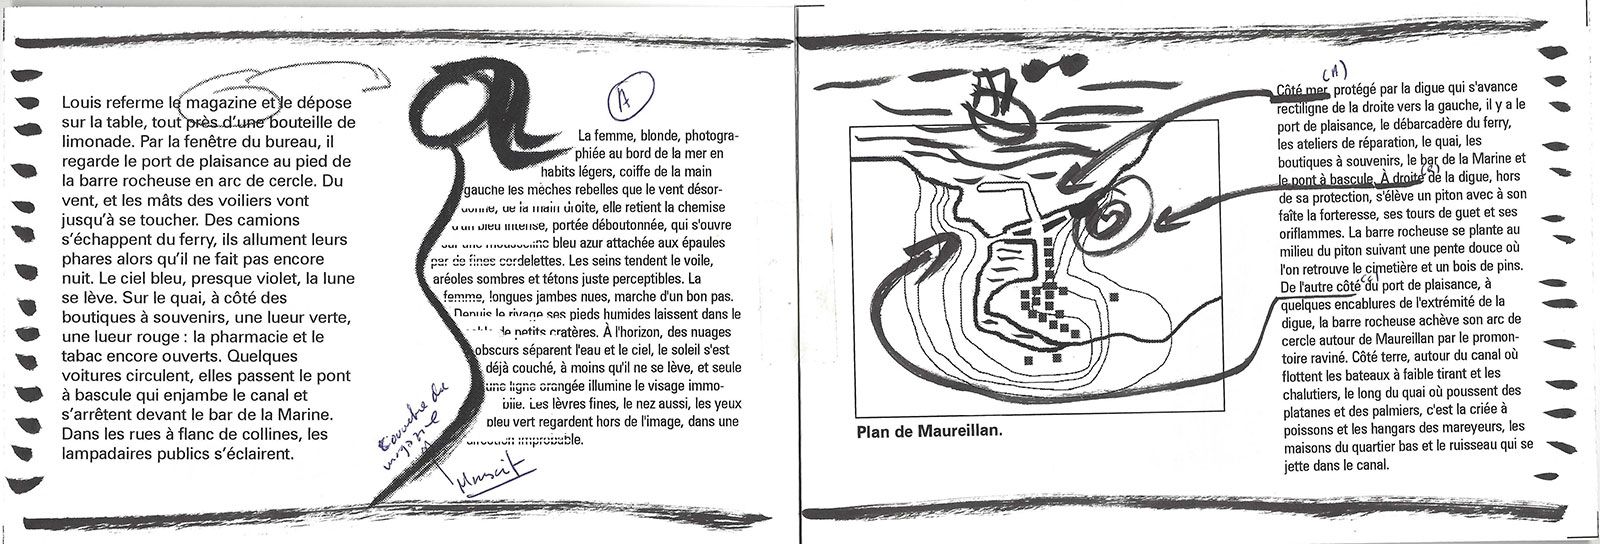 Louis referme le magazine et le dépose
sur la table, tout près d'une bouteille de
limonade. Par la fenêtre du bureau, il
regarde le port de plaisance au pied de
la barre rocheuse en arc de cercle. Du
vent, et les mâts des voiliers vont
jusqu'à se toucher. Des camions
s'échappent du ferry, ils allument leurs
phares alors qu'il ne fait pas encore
nuit. Le ciel bleu, presque violet, la lune
se lève. Sur le quai, à côté des
boutiques à souvenirs, une lueur verte,
une lueur rouge : la pharmacie et le
tabac encore ouverts. Quelques
voitures circulent, elles passent le pont
à bascule qui enjambe le canal et
s'arrêtent devant le bar de la Marine.
Dans les rues à flanc de collines, les
lampadaires publics s'éclairent.
A
La femme, blonde, photogra-
phiée au bord de la mer en
habits légers, coiffe de la main
gauche les mèches rebelles que le vent désor-
donne, de la main droite, elle retient la chemise
d'un bleu intense, portée déboutonnée, qui s'ouvre
sur une mousseline bleu azur attachée aux épaules
par de fines cordelettes. Les seins tendent le voile,
aréoles sombres et tétons juste perceptibles. La
femme, longues jambes nues, marche d'un bon pas.
Depuis le rivage ses pieds humides laissent dans le
sable de petits cratères. À l'horizon, des nuages
obscurs séparent l'eau et le ciel, le soleil s'est
déjà couché, à moins qu'il ne se lève, et seule
une ligne orangée illumine le visage immo-
bile. Les lèvres fines, le nez aussi, les yeux
bleu vert regardent hors de l'image, dans une
direction improbable.
magazine
Plan de Maureillan.
(A)
Côté mer, protégé par la digue qui s'avance
rectiligne de la droite vers la gauche, il y a le
port de plaisance, le débarcadère du ferry,
les ateliers de réparation, le quai, les
boutiques à souvenirs, le bar de la Marine et
(B)
le pont à bascule. À droite de la digue, hors
de sa protection, s'élève un piton avec à son
faîte la forteresse, ses tours de guet et ses
oriflammes. La barre rocheuse se plante au
milieu du piton suivant une pente douce où
l'on retrouve le cimetière et un bois de pins.
(C)
De l'autre côté du port de plaisance, à
quelques encablures de l'extrémité de la
digue, la barre rocheuse achève son arc de
cercle autour de Maureillan par le promon-
toire raviné. Côté terre, autour du canal où
flottent les bateaux à faible tirant et les
chalutiers, le long du quai où poussent des
platanes et des palmiers, c'est la criée à
poissons et les hangars des mareyeurs, les
maisons du quartier bas et le ruisseau qui se
jette dans le canal.